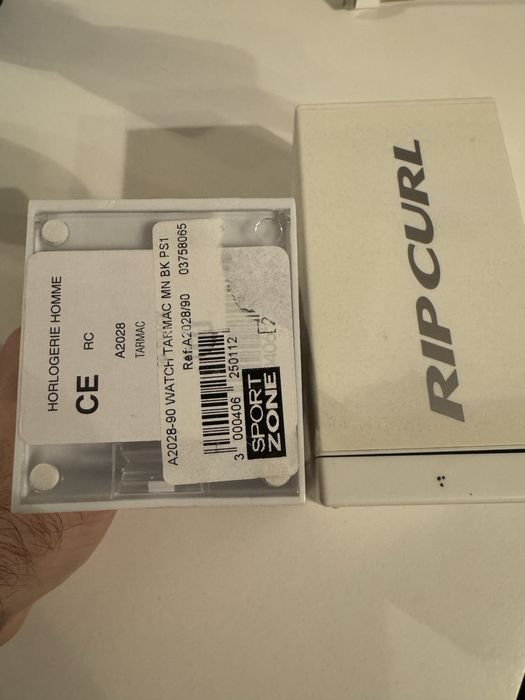 HORLOGERIE HOMME
CE RC
A2028
TARMAC
A2028-90 WATCH TARMAC MN BK PS1
Ref:A2028/90 03758065
3 000406 250112
SPORT
ZONE
RIP CURL